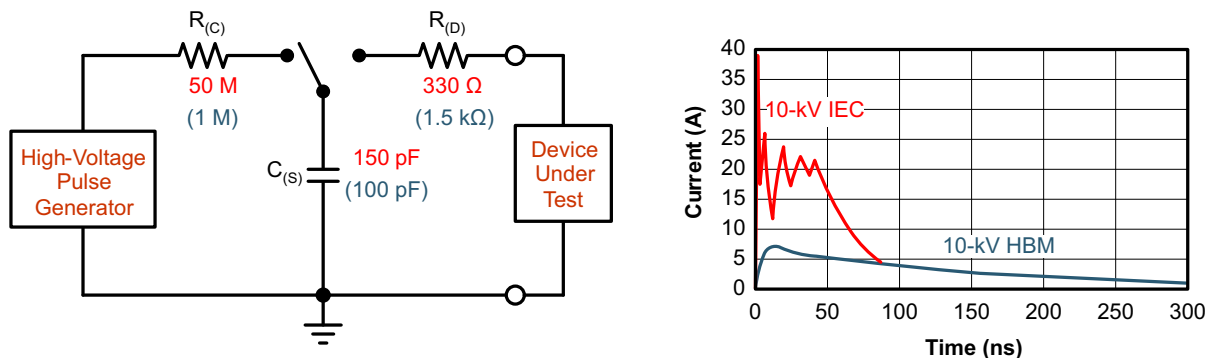 R(C)
50 M
(1 M)
R(D)
330 Ω
(1.5 kΩ)
High-Voltage
Pulse
Generator
C(S)
150 pF
(100 pF)
Device
Under
Test
Current (A)
40
35
30
25
20
15
10
5
0
10-kV IEC
10-kV HBM
0
50
100
150
200
250
300
Time (ns)